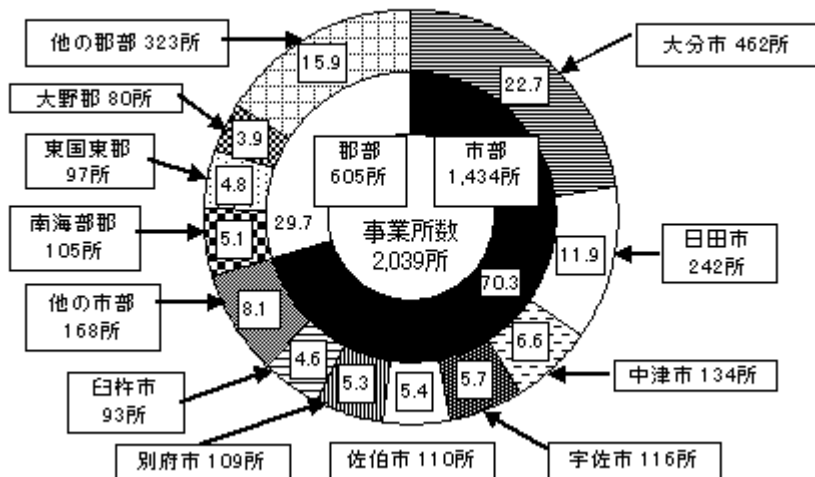 他の郡部 323所
大分市 462所
15.9
22.7
大野郡 80所
3.9
郡部
605所
市部
1,434所
東国東郡
97所
4.8
29.7
事業所数
2,039所
南海部郡
105所
5.1
日田市
242所
11.9
70.3
他の市部
168所
8.1
6.6
中津市 134所
臼杵市
93所
4.6
5.3
5.4
5.7
別府市 109所
佐伯市 110所
宇佐市 116所